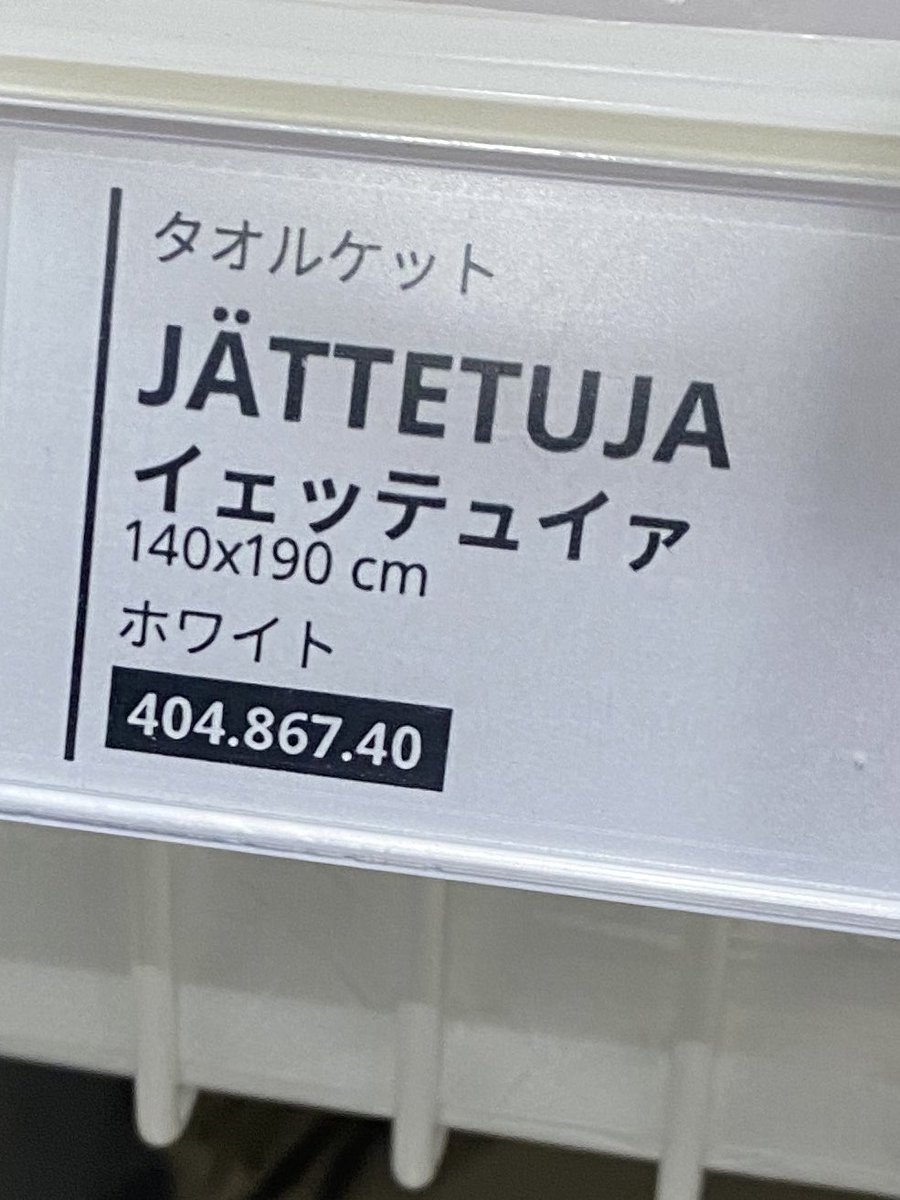 タオルケット
JÄTTETUJA
イェッテュイァ
140x190 cm
ホワイト
404.867.40